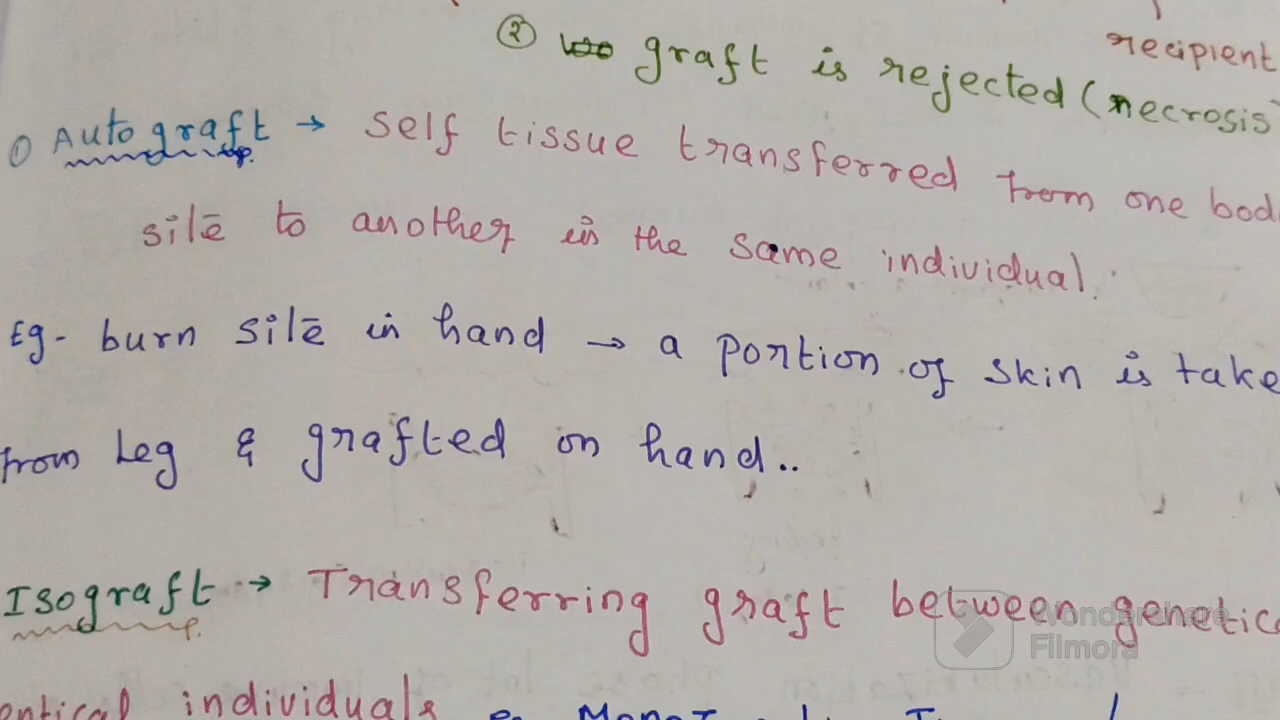 recipient
② graft is rejected (necrosis
① Autograft → self tissue transferred from one bod
site to another in the same individual.
Eg- burn site in hand → a portion of skin is take
from Leg & grafted on hand..
Isograft → Transferring graft between genetic
entical individuals
Wondershare
Filmora